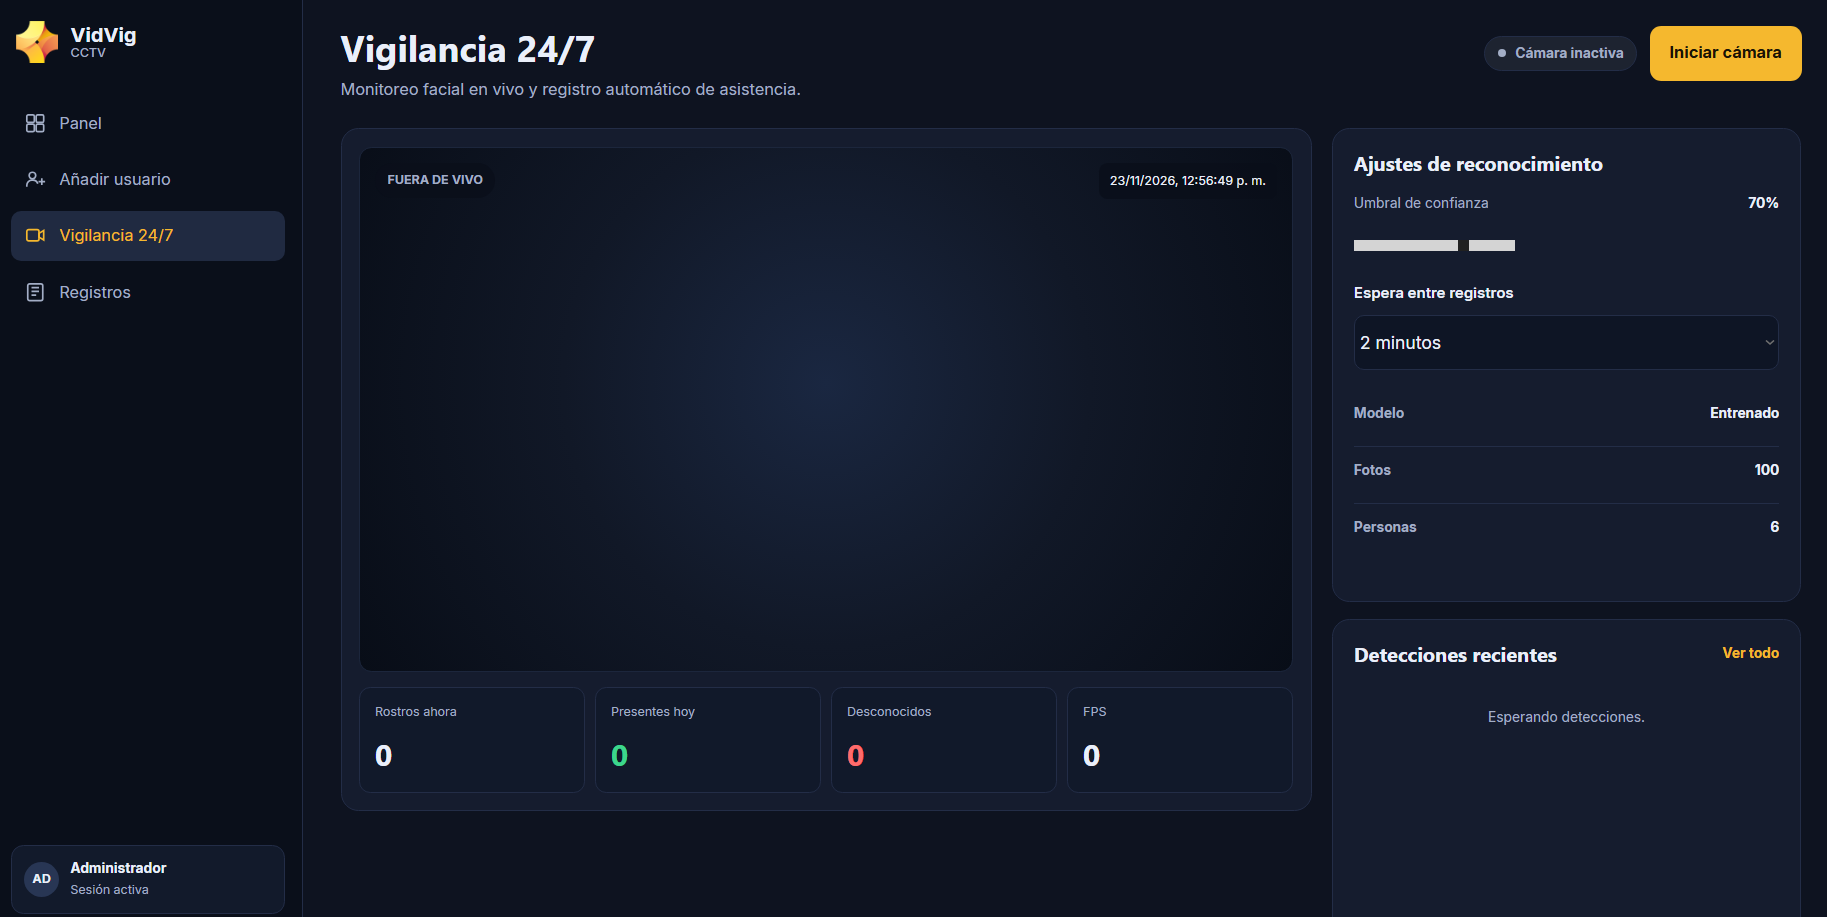 VidVig
CCTV
Panel
Añadir usuario
Vigilancia 24/7
Registros
Administrador
AD
Sesión activa
Vigilancia 24/7
Monitoreo facial en vivo y registro automático de asistencia.
Cámara inactiva
Iniciar cámara
FUERA DE VIVO
23/11/2026, 12:56:49 p. m.
Rostros ahora
0
Presentes hoy
0
Desconocidos
0
FPS
0
Ajustes de reconocimiento
Umbral de confianza 70%
Espera entre registros
2 minutos
Modelo Entrenado
Fotos 100
Personas 6
Detecciones recientes Ver todo
Esperando detecciones.